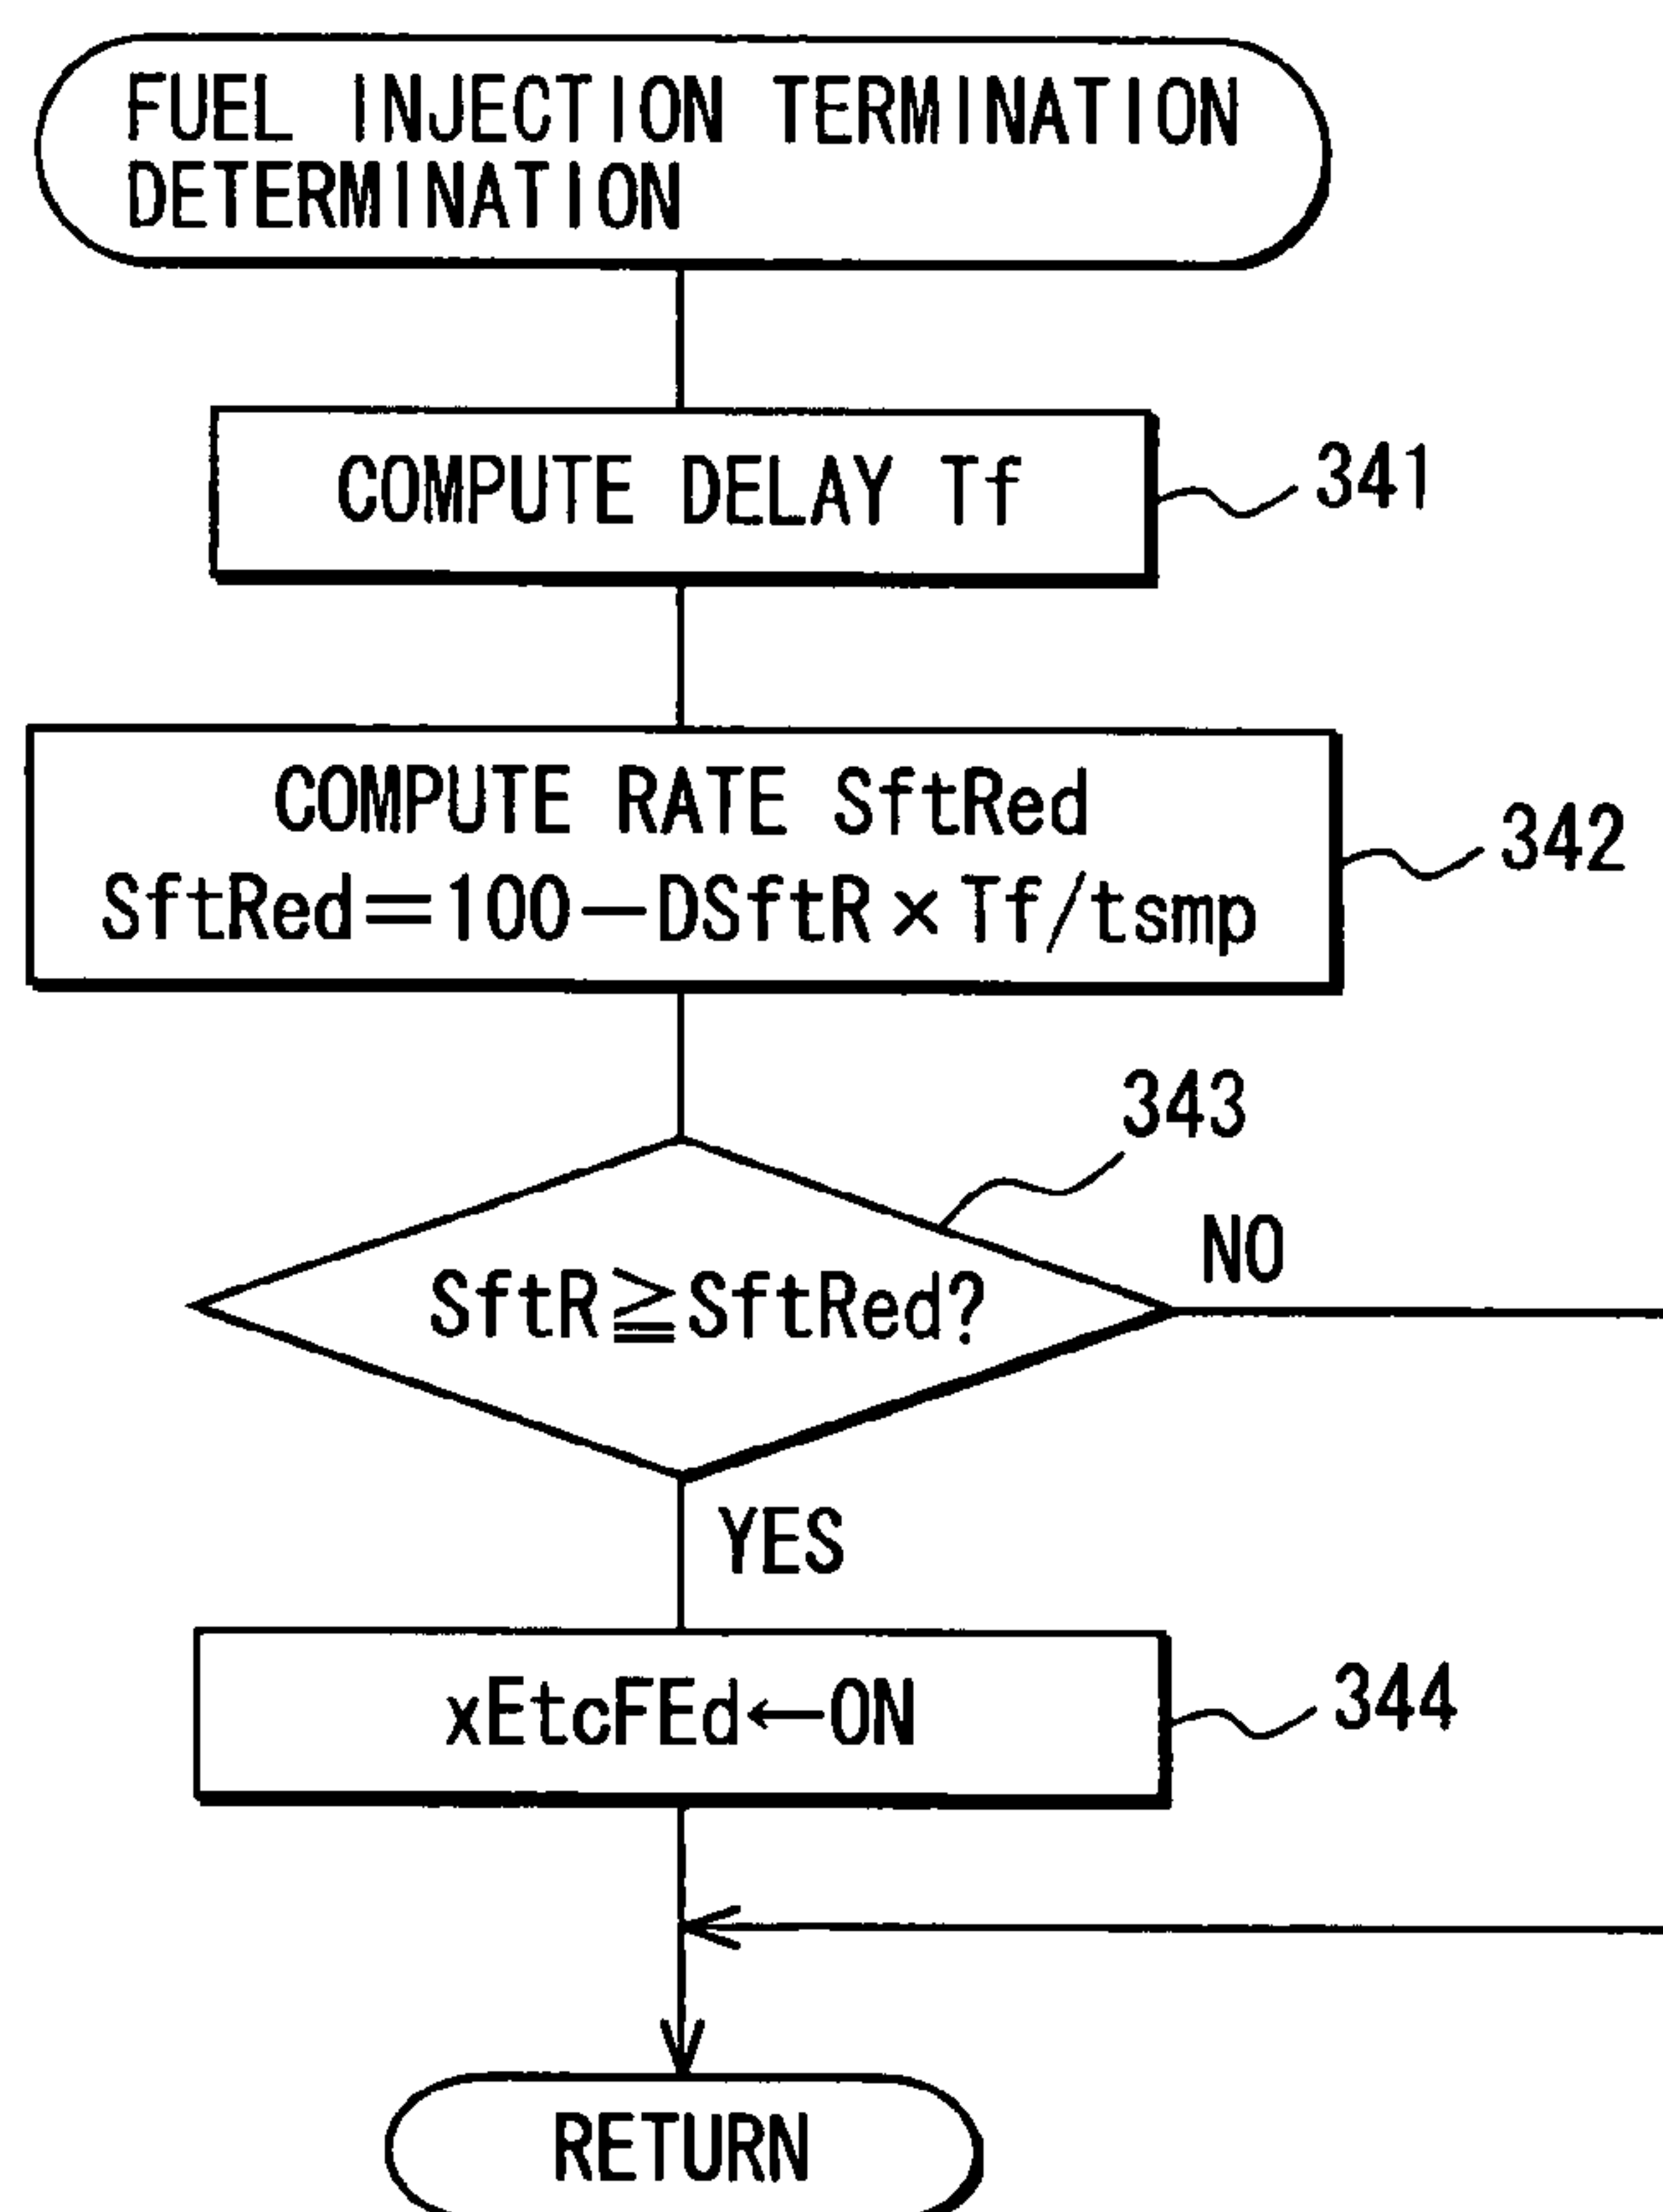 FUEL INJECTION TERMINATION
DETERMINATION
COMPUTE DELAY Tf
341
COMPUTE RATE SftRed
SftRed=100−DSftR×Tf/tsmp
342
343
SftR≧SftRed?
NO
YES
xEtcFEd←ON
344
RETURN